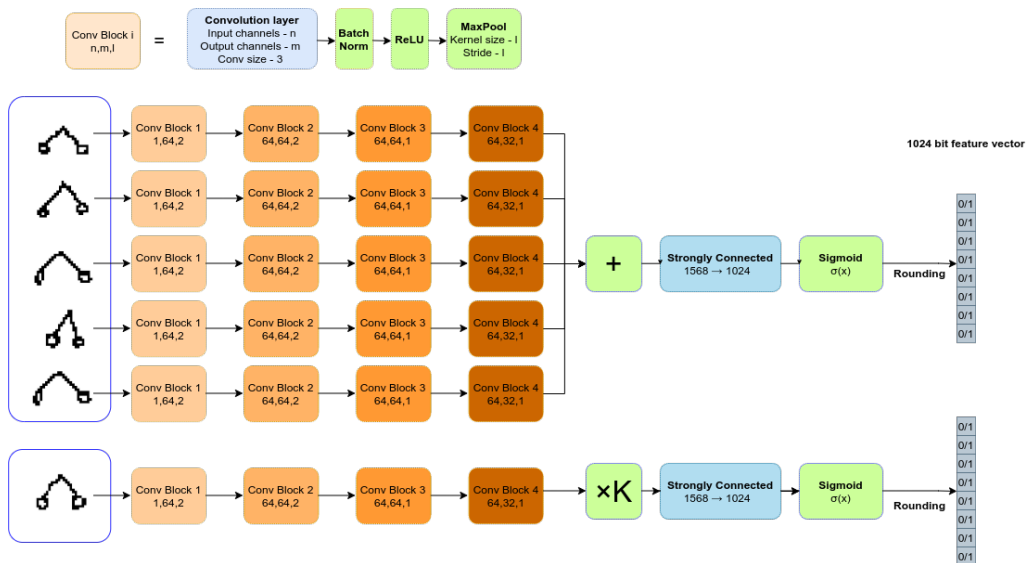 Conv Block i
n,m,l
=
Convolution layer
Input channels - n
Output channels - m
Conv size - 3
Batch
Norm
ReLU
MaxPool
Kernel size - l
Stride - l
Conv Block 1
1,64,2
Conv Block 2
64,64,2
Conv Block 3
64,64,1
Conv Block 4
64,32,1
1024 bit feature vector
Conv Block 1
1,64,2
Conv Block 2
64,64,2
Conv Block 3
64,64,1
Conv Block 4
64,32,1
Conv Block 1
1,64,2
Conv Block 2
64,64,2
Conv Block 3
64,64,1
Conv Block 4
64,32,1
+
Strongly Connected
1568 → 1024
Sigmoid
σ(x)
Rounding
0/1
0/1
0/1
0/1
0/1
0/1
0/1
0/1
Conv Block 1
1,64,2
Conv Block 2
64,64,2
Conv Block 3
64,64,1
Conv Block 4
64,32,1
Conv Block 1
1,64,2
Conv Block 2
64,64,2
Conv Block 3
64,64,1
Conv Block 4
64,32,1
Conv Block 1
1,64,2
Conv Block 2
64,64,2
Conv Block 3
64,64,1
Conv Block 4
64,32,1
×K
Strongly Connected
1568 → 1024
Sigmoid
σ(x)
Rounding
0/1
0/1
0/1
0/1
0/1
0/1
0/1
0/1